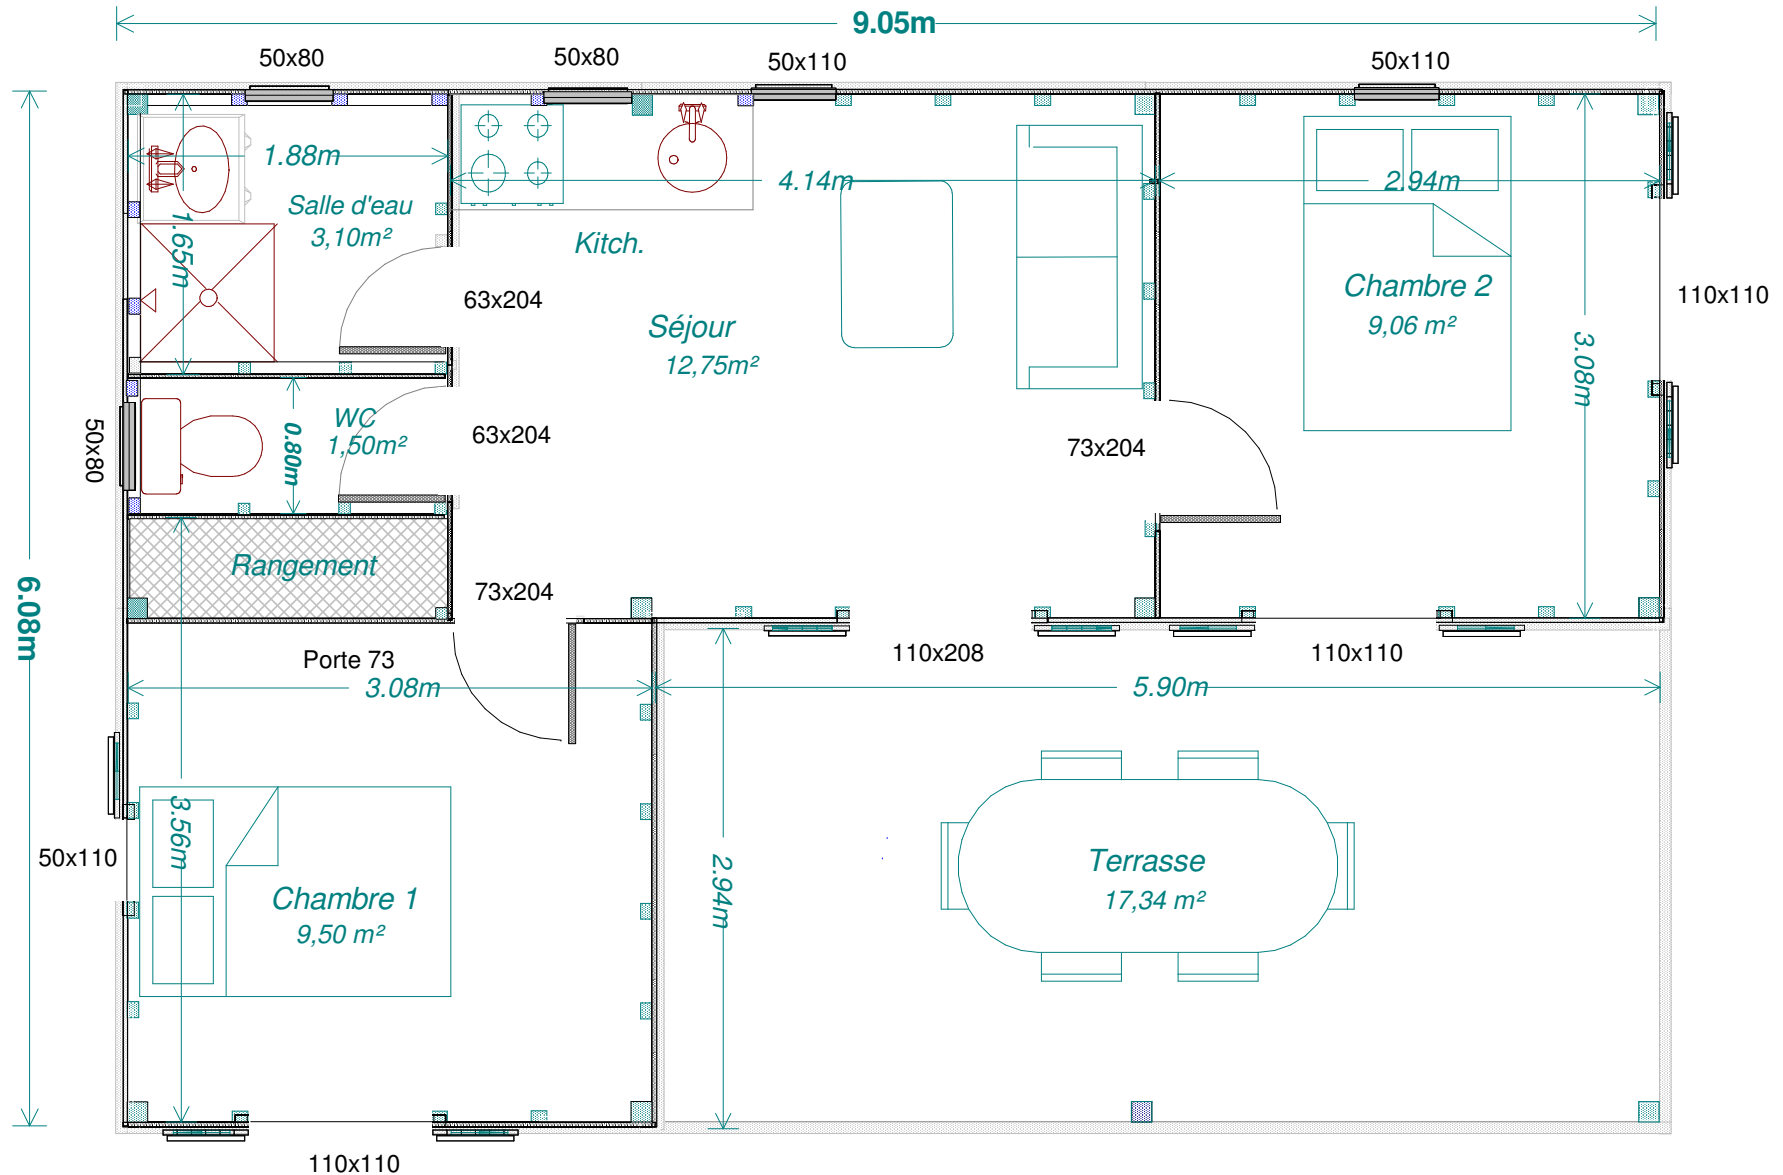 9.05m
50x80
50x80
50x110
50x110
1.88m
4.14m
2.94m
Salle d'eau
3,10m²
1.65m
Kitch.
63x204
Séjour
12,75m²
Chambre 2
9,06 m²
110x110
3.08m
WC
1,50m²
0.80m
50x80
63x204
73x204
Rangement
73x204
6.08m
Porte 73
3.08m
110x208
110x110
5.90m
3.56m
50x110
2.94m
Chambre 1
9,50 m²
Terrasse
17,34 m²
110x110